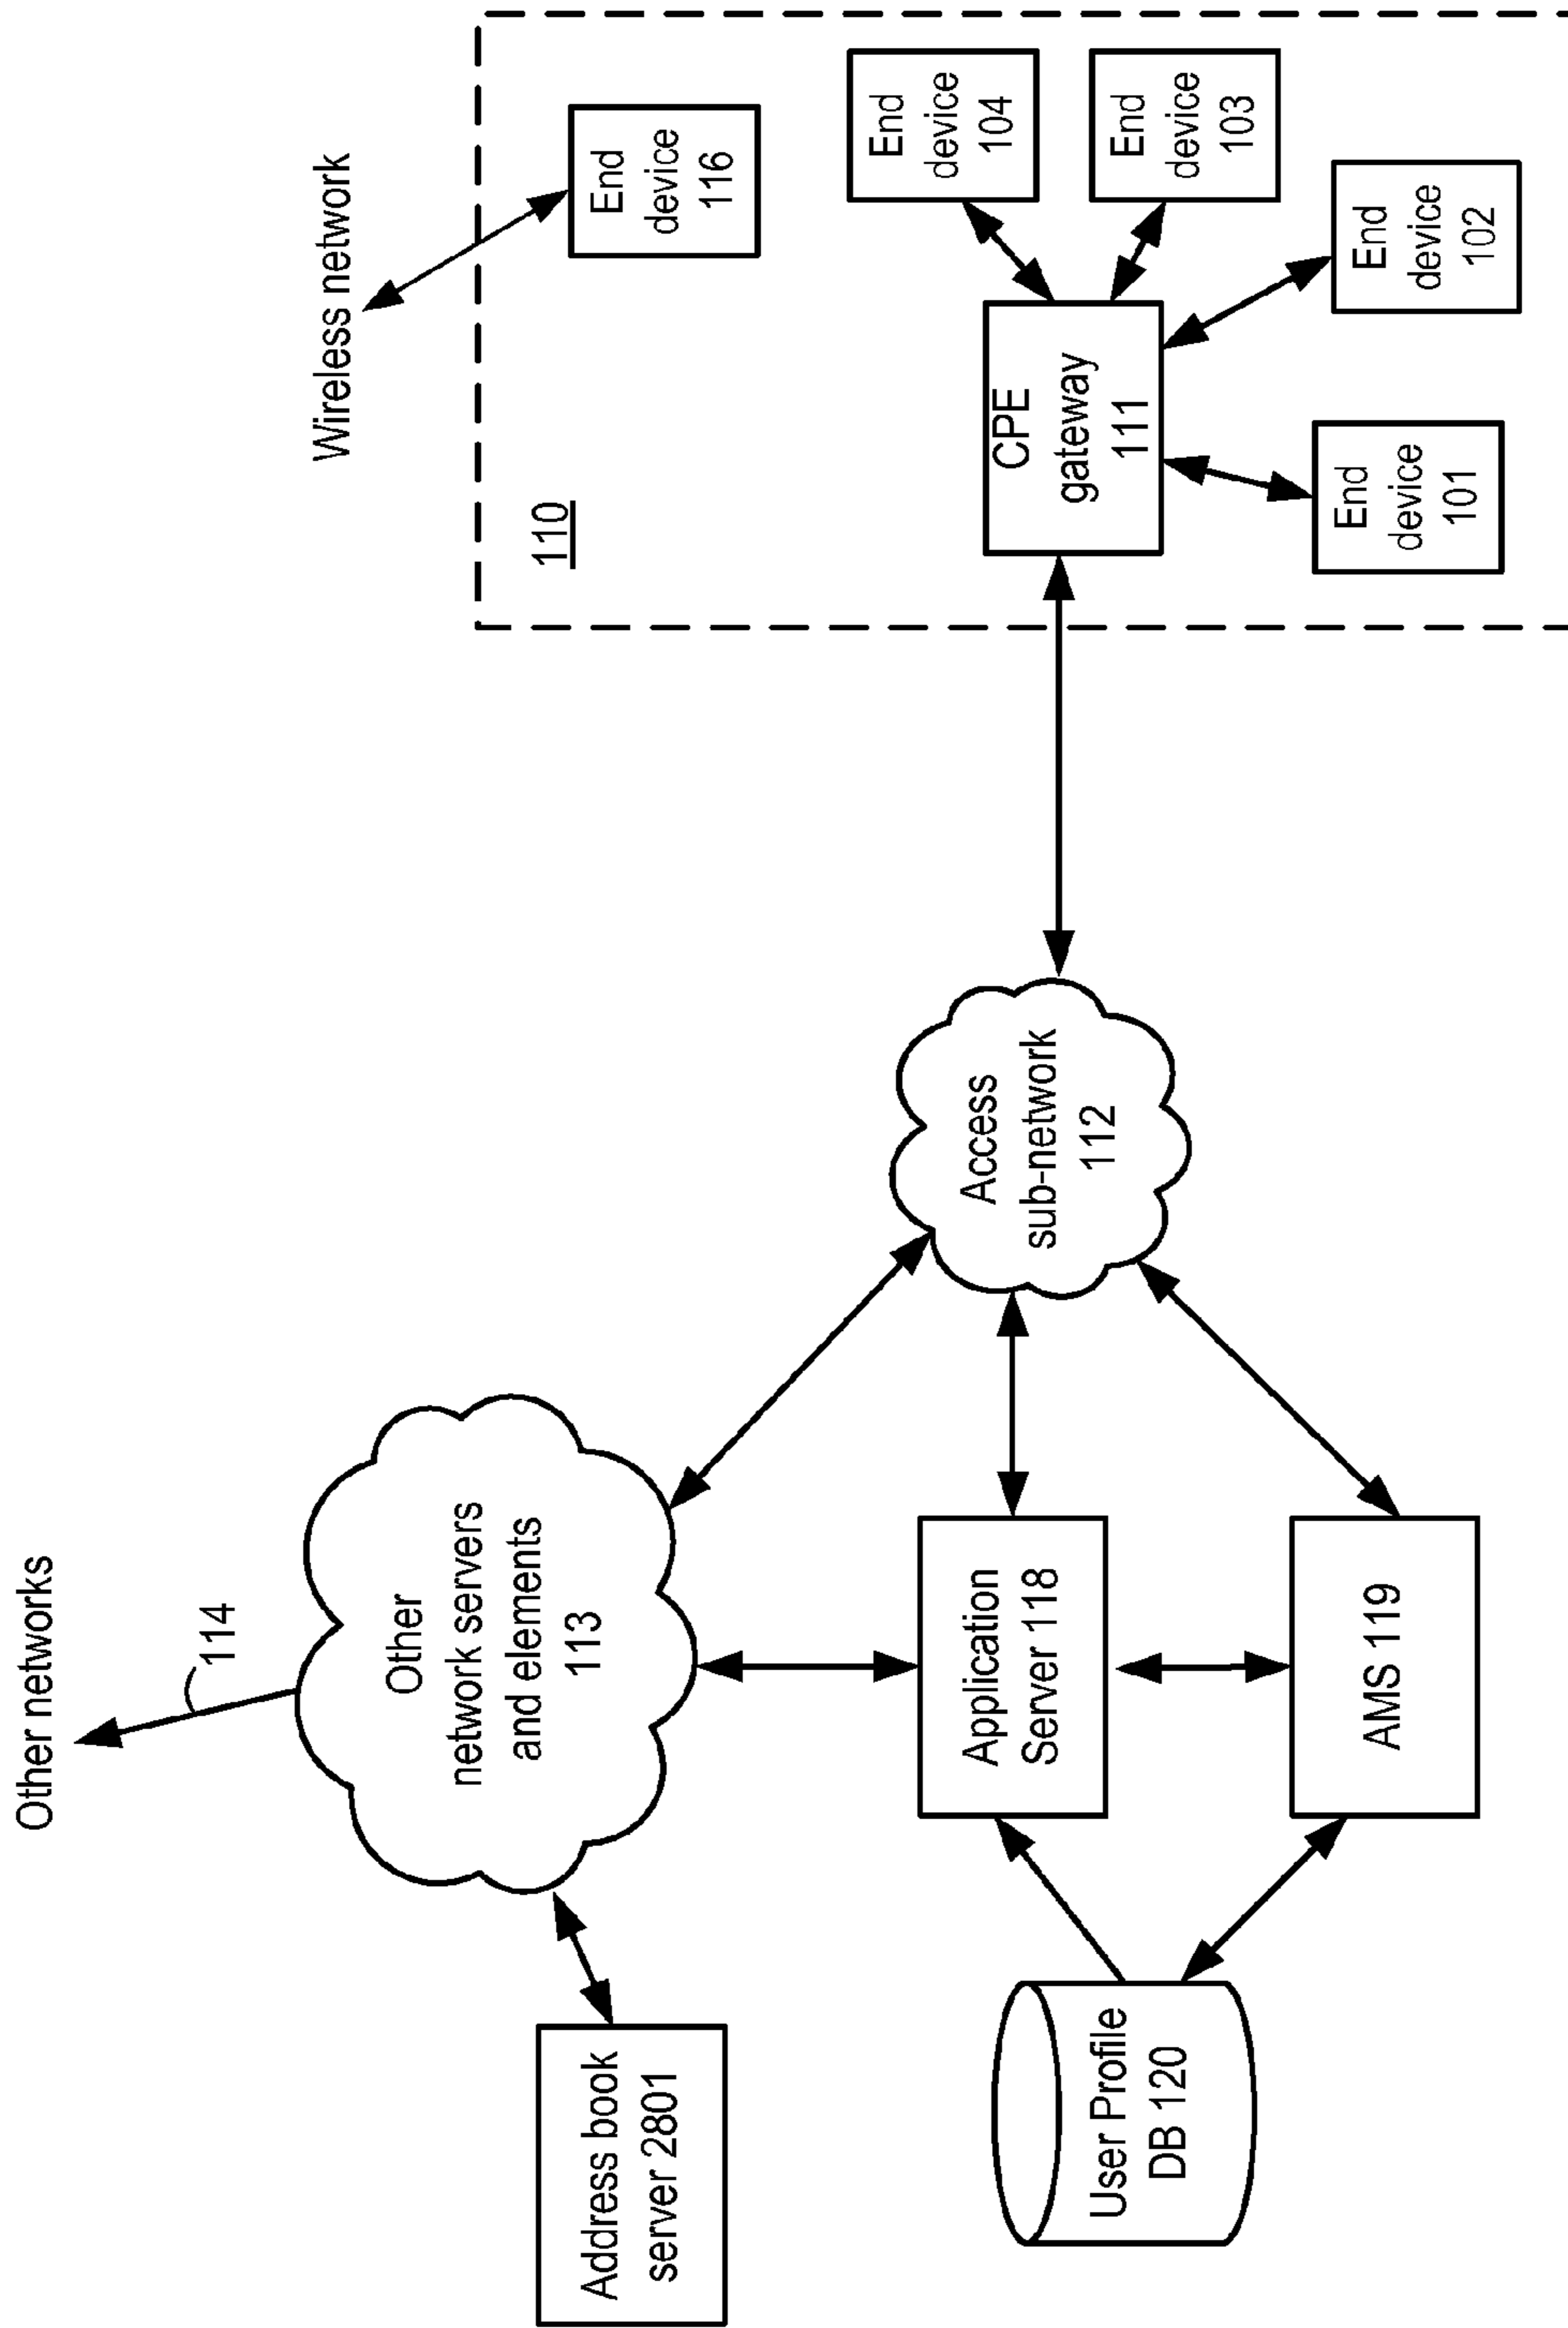 Other networks
114
Wireless network
Other
network servers
and elements
113
110
End
device
116
Address book
server 2801
End
device
104
Access
sub-network
112
CPE
gateway
111
End
device
103
Application
Server 118
User Profile
DB 120
End
device
102
End
device
101
AMS 119